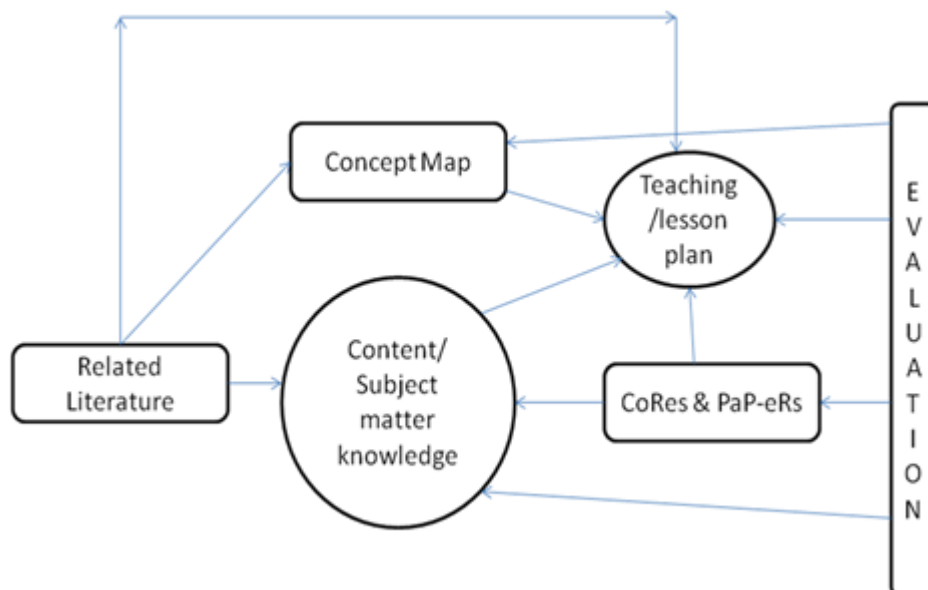 Concept Map
Teaching
/lesson
plan
Related
Literature
Content/
Subject
matter
knowledge
CoRes & PaP-eRs
E
V
A
L
U
A
T
I
O
N